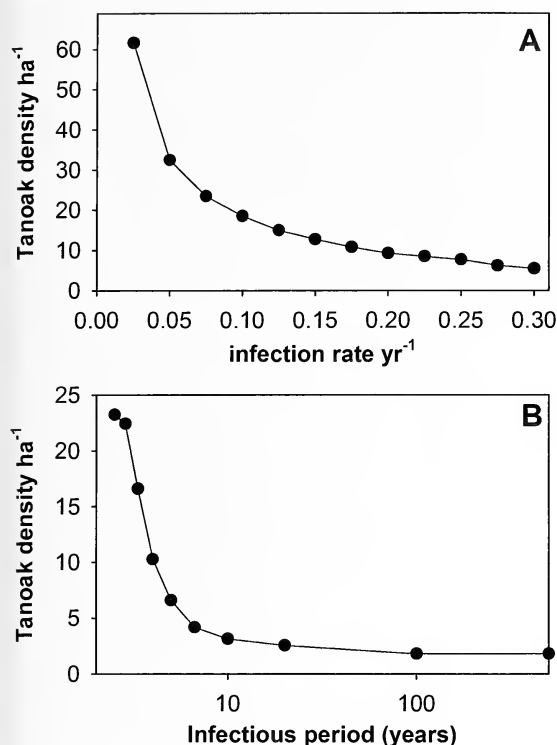 A
Tanoak density ha-1
60
50
40
30
20
10
0
0.00 0.05 0.10 0.15 0.20 0.25 0.30
infection rate yr-1
B
Tanoak density ha-1
25
20
15
10
5
0
10 100
Infectious period (years)